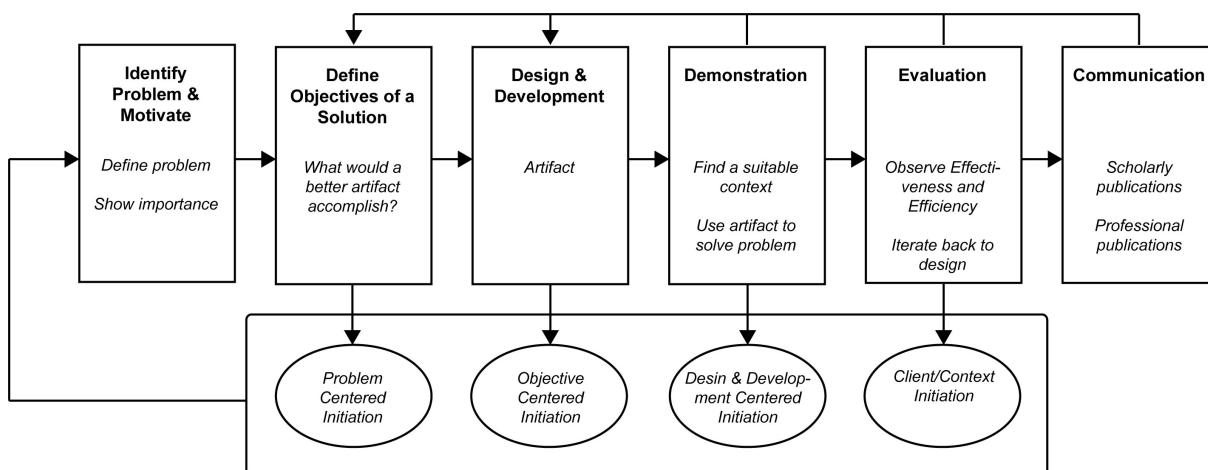 Identify
Problem &
Motivate
Define problem
Show importance
Define
Objectives of a
Solution
What would a
better artifact
accomplish?
Design &
Development
Artifact
Demonstration
Find a suitable
context
Use artifact to
solve problem
Evaluation
Observe Effecti-
veness and
Efficiency
Iterate back to
design
Communication
Scholarly
publications
Professional
publications
Problem
Centered
Initiation
Objective
Centered
Initiation
Desin & Develop-
ment Centered
Initiation
Client/Context
Initiation